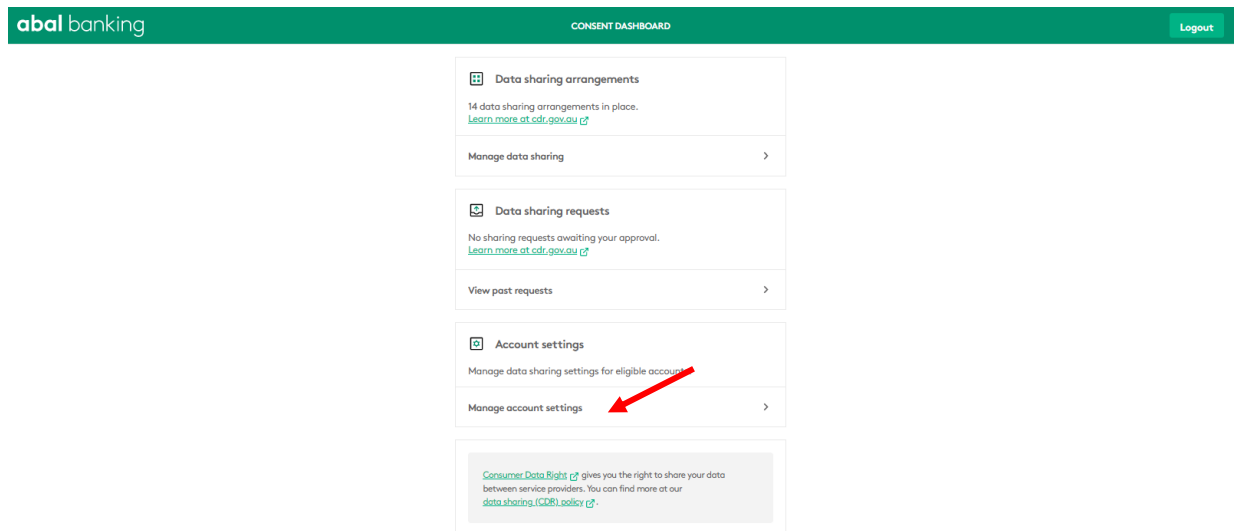 abal banking
CONSENT DASHBOARD
Logout
Data sharing arrangements
14 data sharing arrangements in place.
Learn more at cdr.gov.au
Manage data sharing
Data sharing requests
No sharing requests awaiting your approval.
Learn more at cdr.gov.au
View past requests
Account settings
Manage data sharing settings for eligible account
Manage account settings
Consumer Data Right gives you the right to share your data
between service providers. You can find more at our
data sharing (CDR) policy .